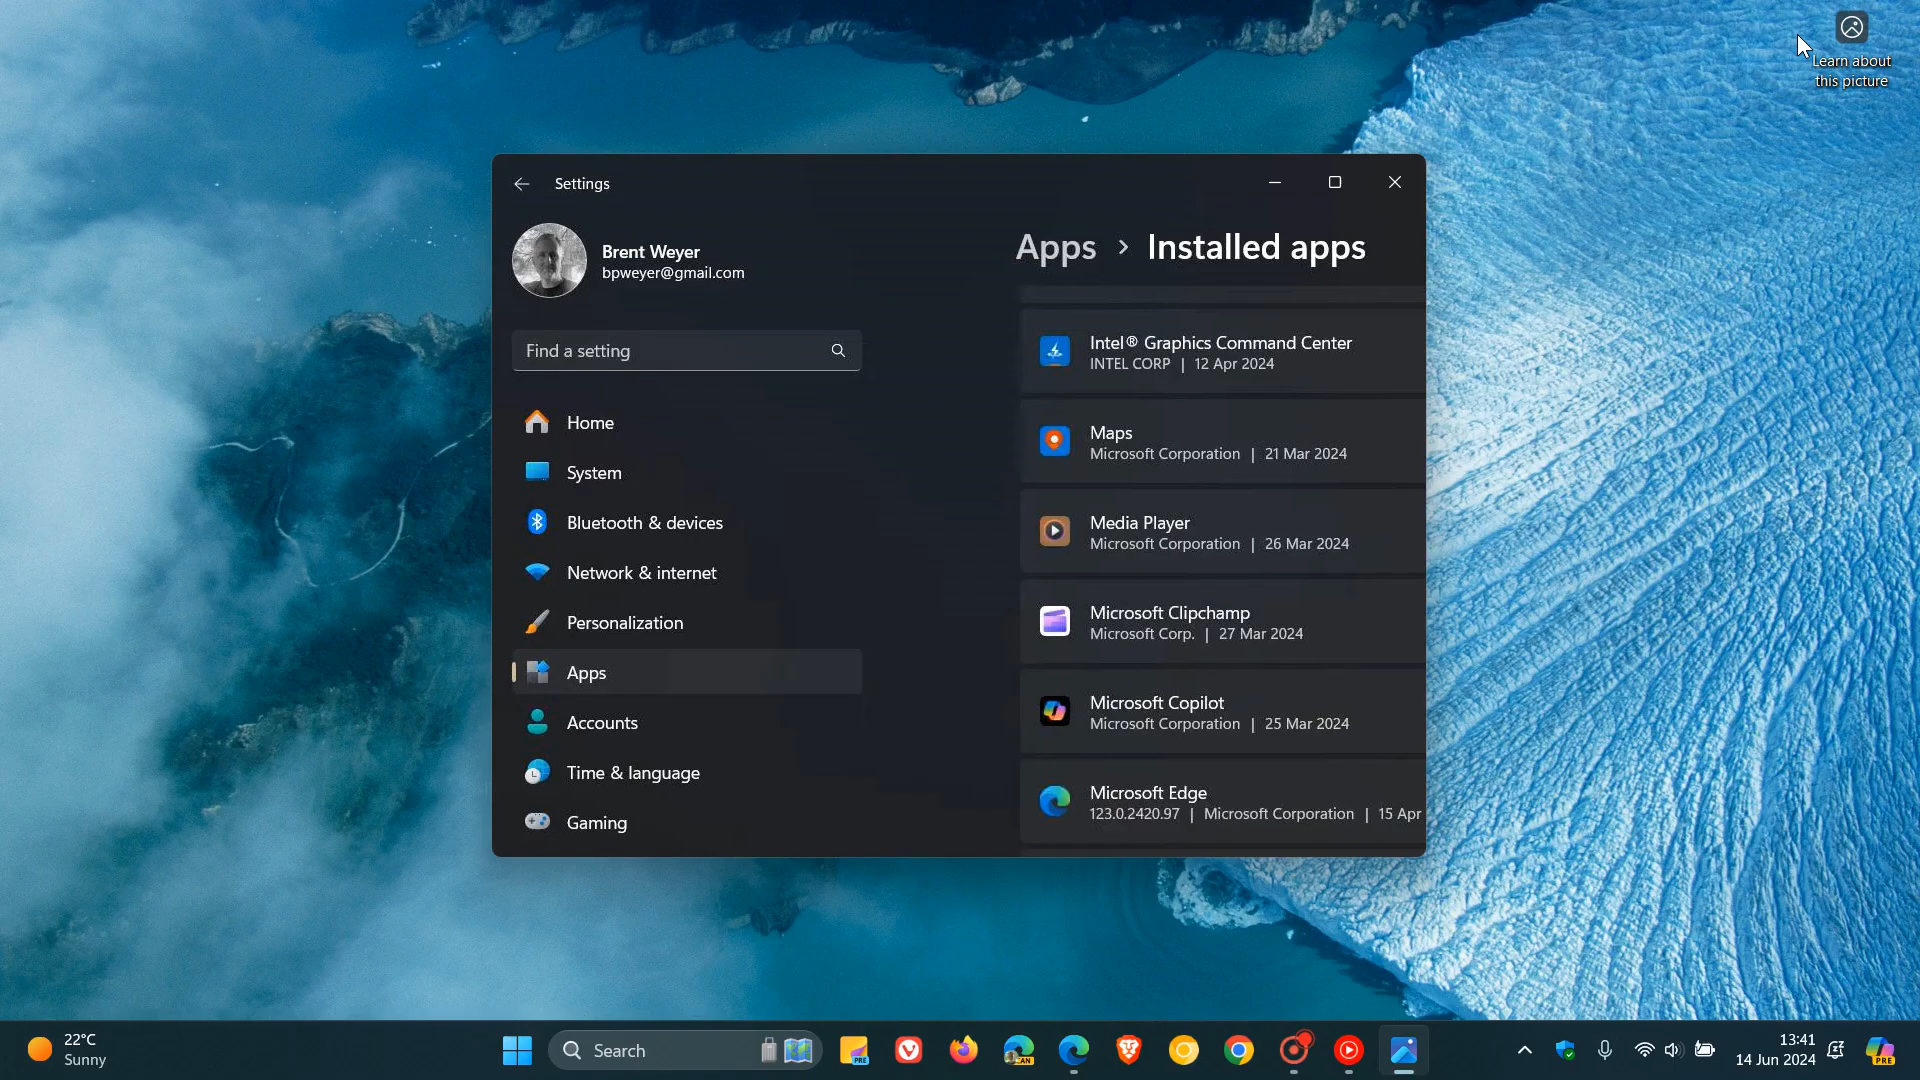 Learn about
this picture
Settings
Brent Weyer
bpweyer@gmail.com
Find a setting
Home
System
Bluetooth & devices
Network & internet
Personalization
Apps
Accounts
Time & language
Gaming
Apps > Installed apps
Intel® Graphics Command Center
INTEL CORP | 12 Apr 2024
Maps
Microsoft Corporation | 21 Mar 2024
Media Player
Microsoft Corporation | 26 Mar 2024
Microsoft Clipchamp
Microsoft Corp. | 27 Mar 2024
Microsoft Copilot
Microsoft Corporation | 25 Mar 2024
Microsoft Edge
123.0.2420.97 | Microsoft Corporation | 15 Apr
22°C
Sunny
Search
PRE
CAN
13:41
14 Jun 2024
PRE